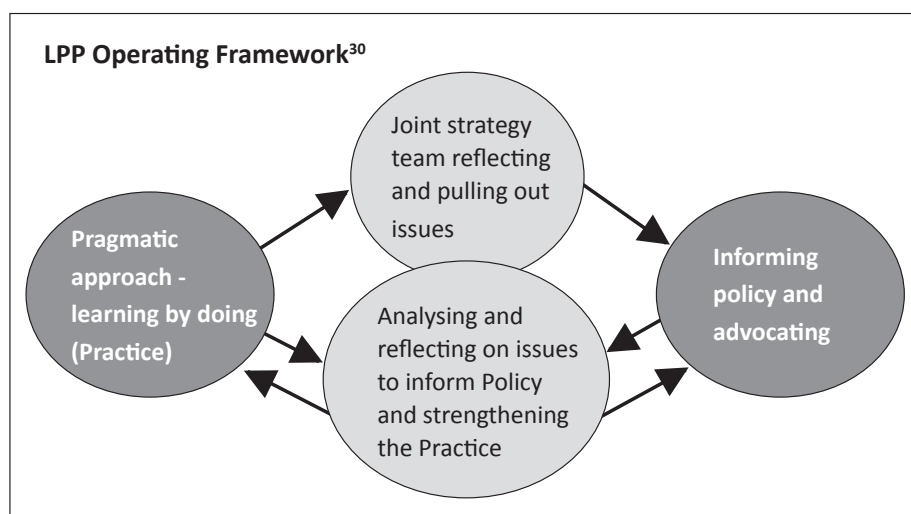 LPP Operating Framework30
Joint strategy
team reflecting
and pulling out
issues
Pragmatic
approach -
learning by doing
(Practice)
Informing
policy and
advocating
Analysing and
reflecting on issues
to inform Policy
and strengthening
the Practice